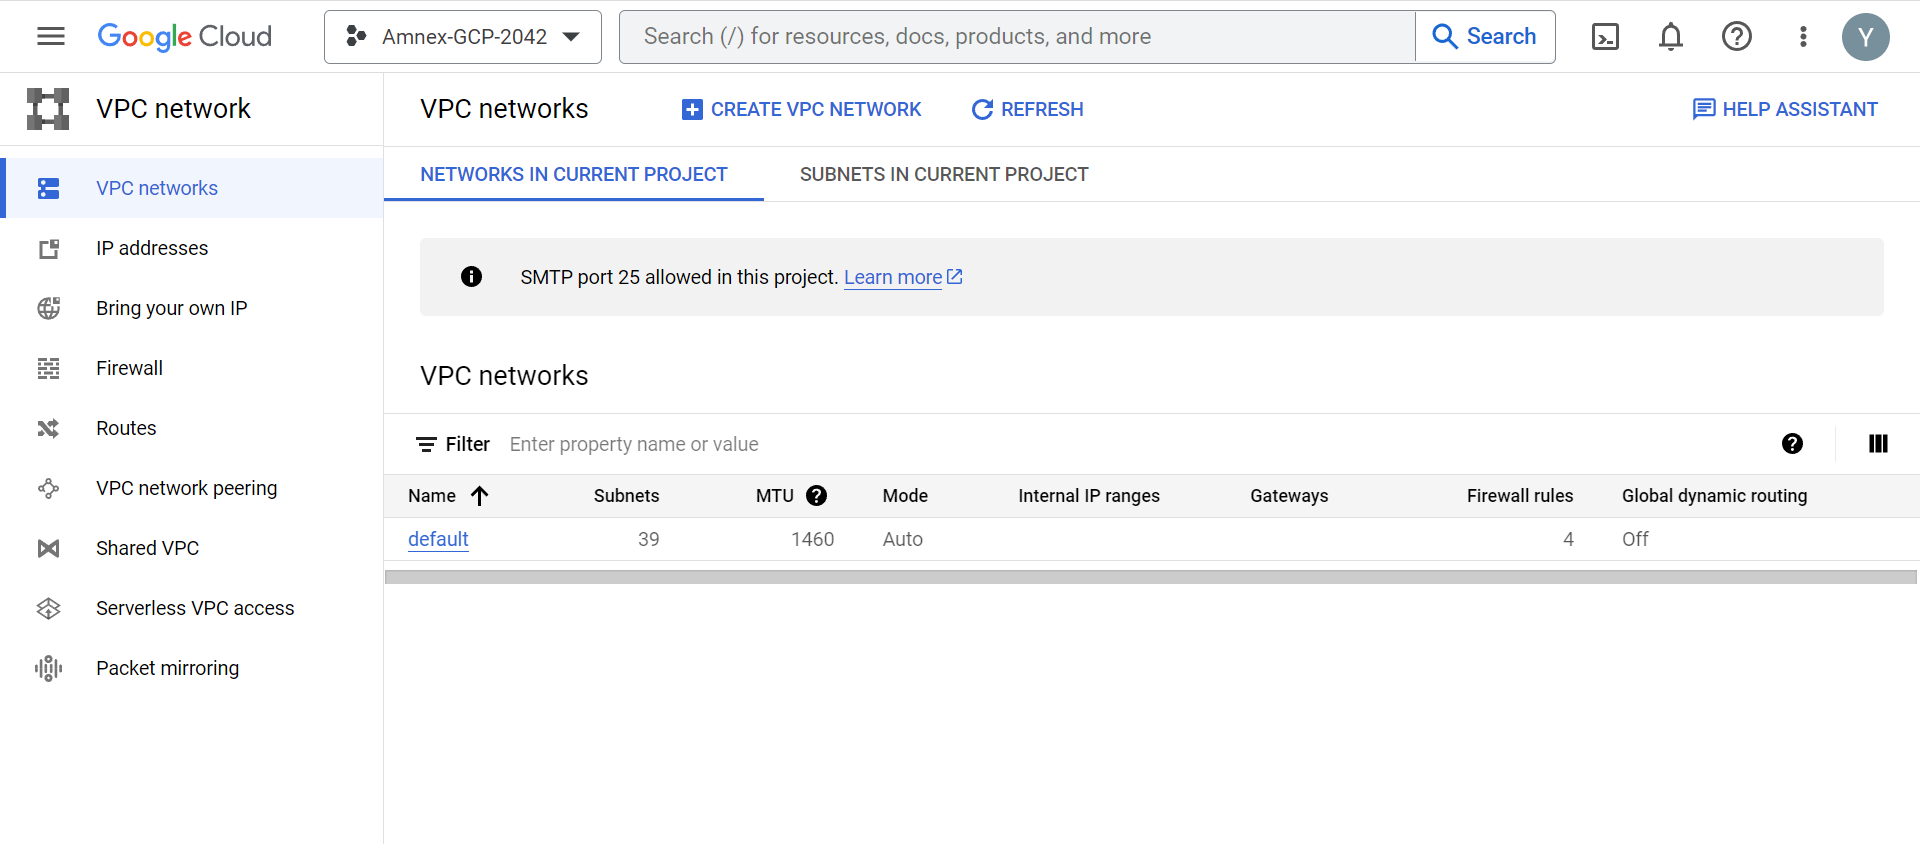 Google Cloud
Amnex-GCP-2042
Search (/) for resources, docs, products, and more
Search
Y
VPC network
VPC networks
CREATE VPC NETWORK
REFRESH
HELP ASSISTANT
VPC networks
IP addresses
Bring your own IP
Firewall
Routes
VPC network peering
Shared VPC
Serverless VPC access
Packet mirroring
NETWORKS IN CURRENT PROJECT
SUBNETS IN CURRENT PROJECT
SMTP port 25 allowed in this project. Learn more
VPC networks
Filter Enter property name or value
Name Subnets MTU Mode Internal IP ranges Gateways Firewall rules Global dynamic routing
default 39 1460 Auto 4 Off